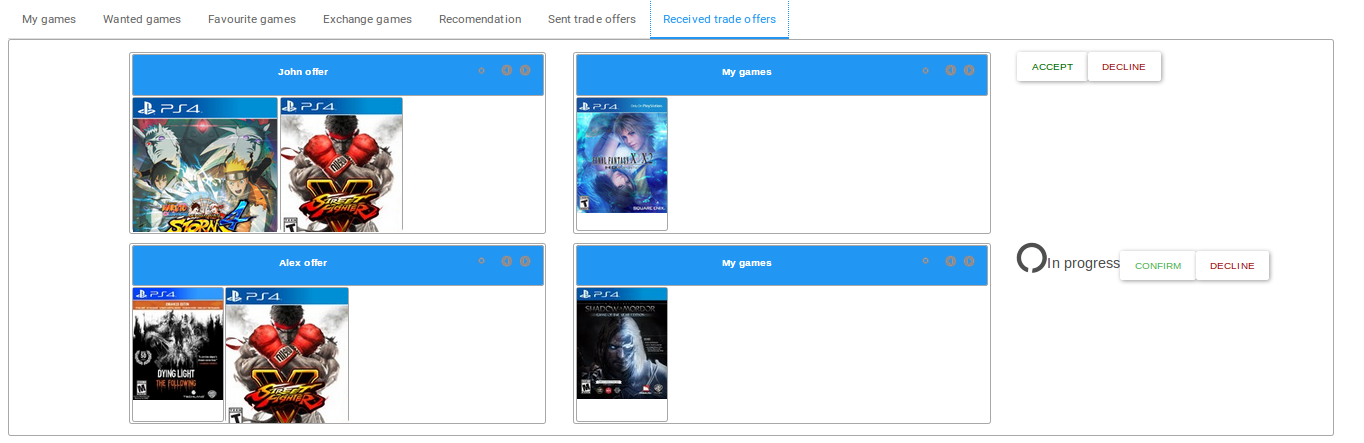 My games Wanted games Favourite games Exchange games Recomendation Sent trade offers Received trade offers
John offer
My games
ACCEPT DECLINE
PS4
NARUTO
STORM 4
PS4
STREET FIGHTER V
PS4
FINAL FANTASY X/X-2
SQUARE ENIX
Alex offer
My games
In progress CONFIRM DECLINE
PS4
DYING LIGHT
THE FOLLOWING
TECHLAND
PS4
STREET FIGHTER V
PS4
SHADOW MORDOR